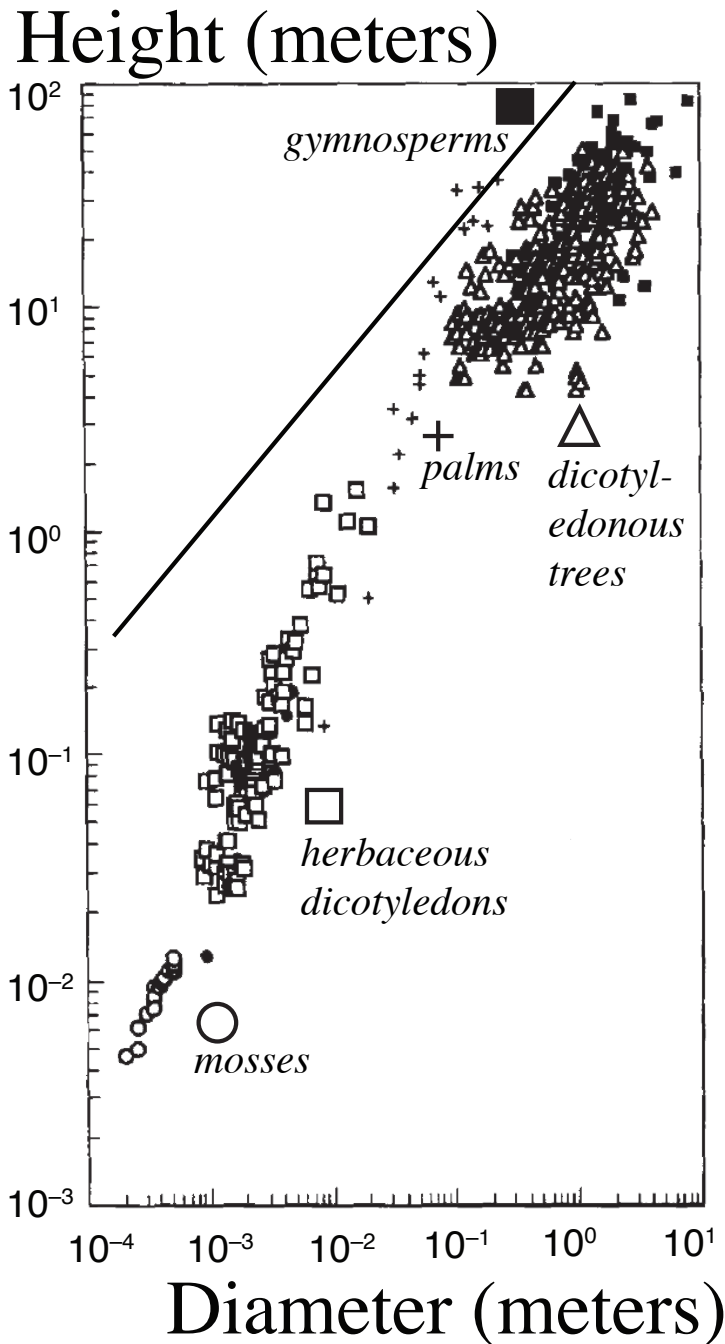 Height (meters)
10²
gymnosperms
10¹
palms
dicotyl-
edonous
trees
10⁰
10⁻¹
herbaceous
dicotyledons
10⁻²
mosses
10⁻³
10⁻⁴ 10⁻³ 10⁻² 10⁻¹ 10⁰ 10¹
Diameter (meters)